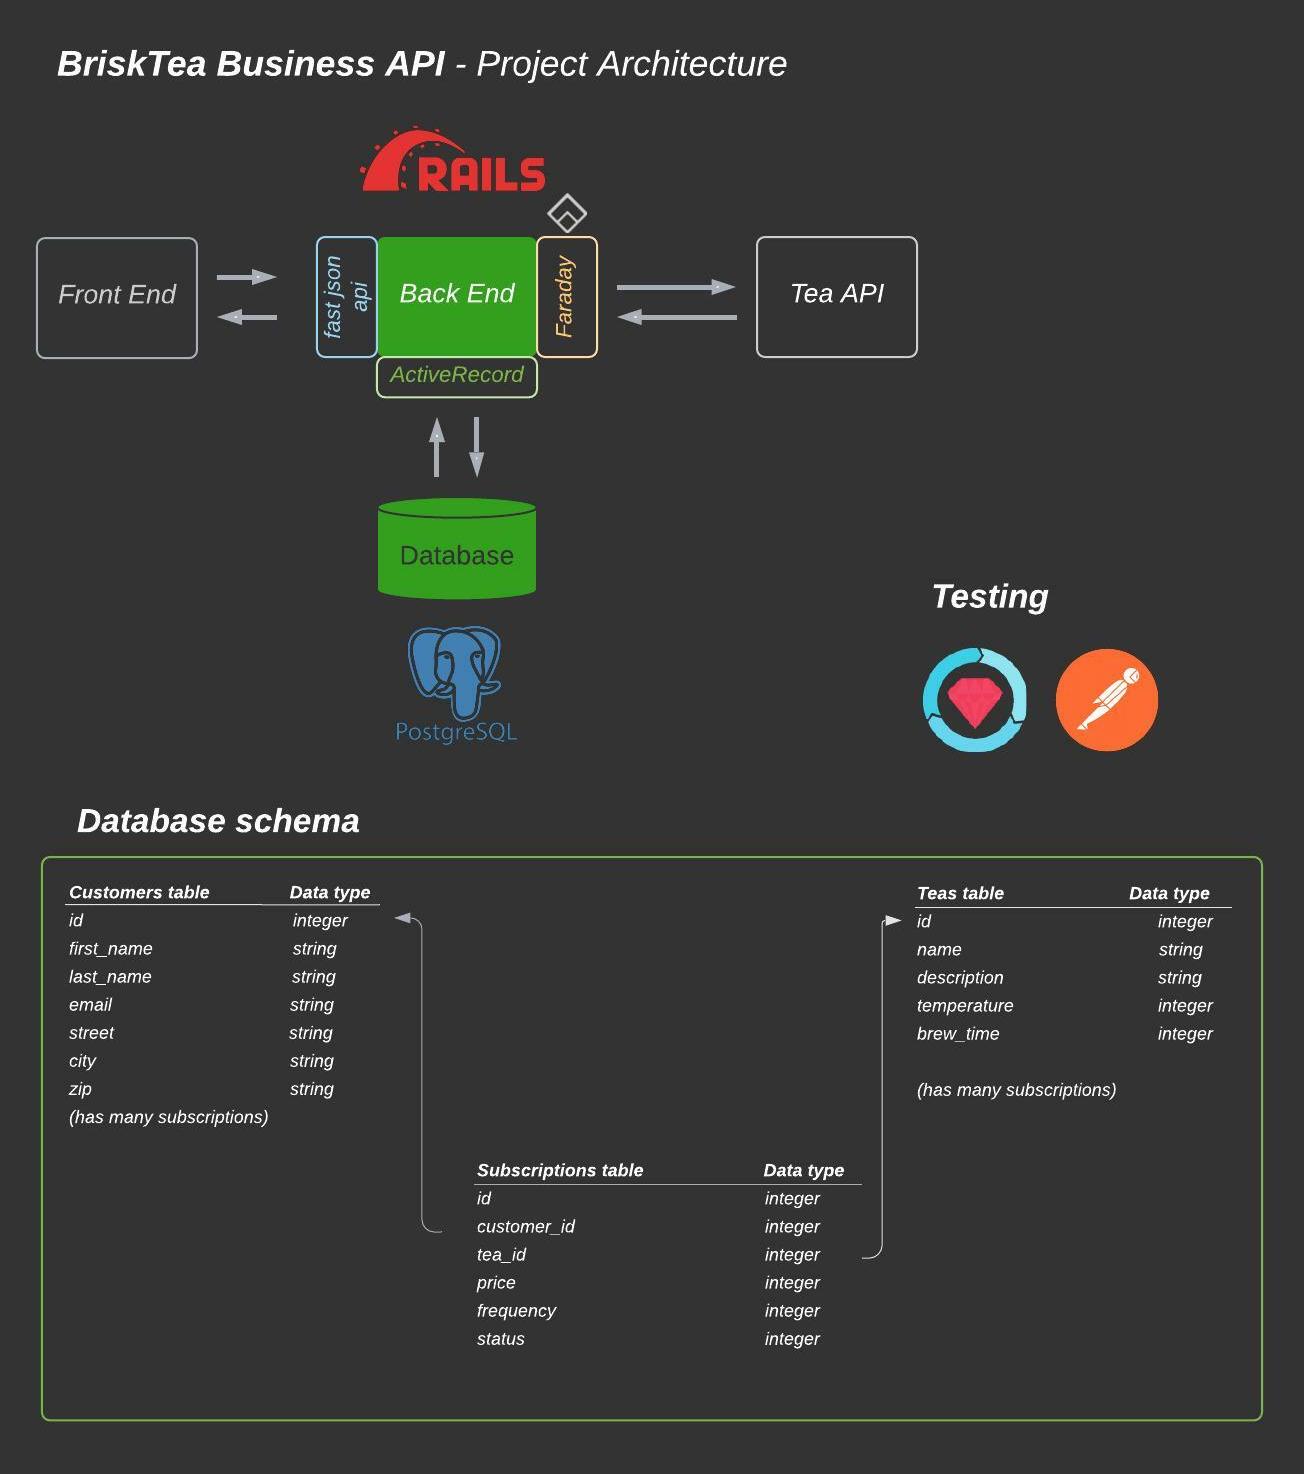 BriskTea Business API - Project Architecture
RAILS
Front End
fast json
api
Back End
Faraday
Tea API
ActiveRecord
Database
PostgreSQL
Testing
Database schema
Customers table Data type
id integer
first_name string
last_name string
email string
street string
city string
zip string
(has many subscriptions)
Teas table Data type
id integer
name string
description string
temperature integer
brew_time integer
(has many subscriptions)
Subscriptions table Data type
id integer
customer_id integer
tea_id integer
price integer
frequency integer
status integer